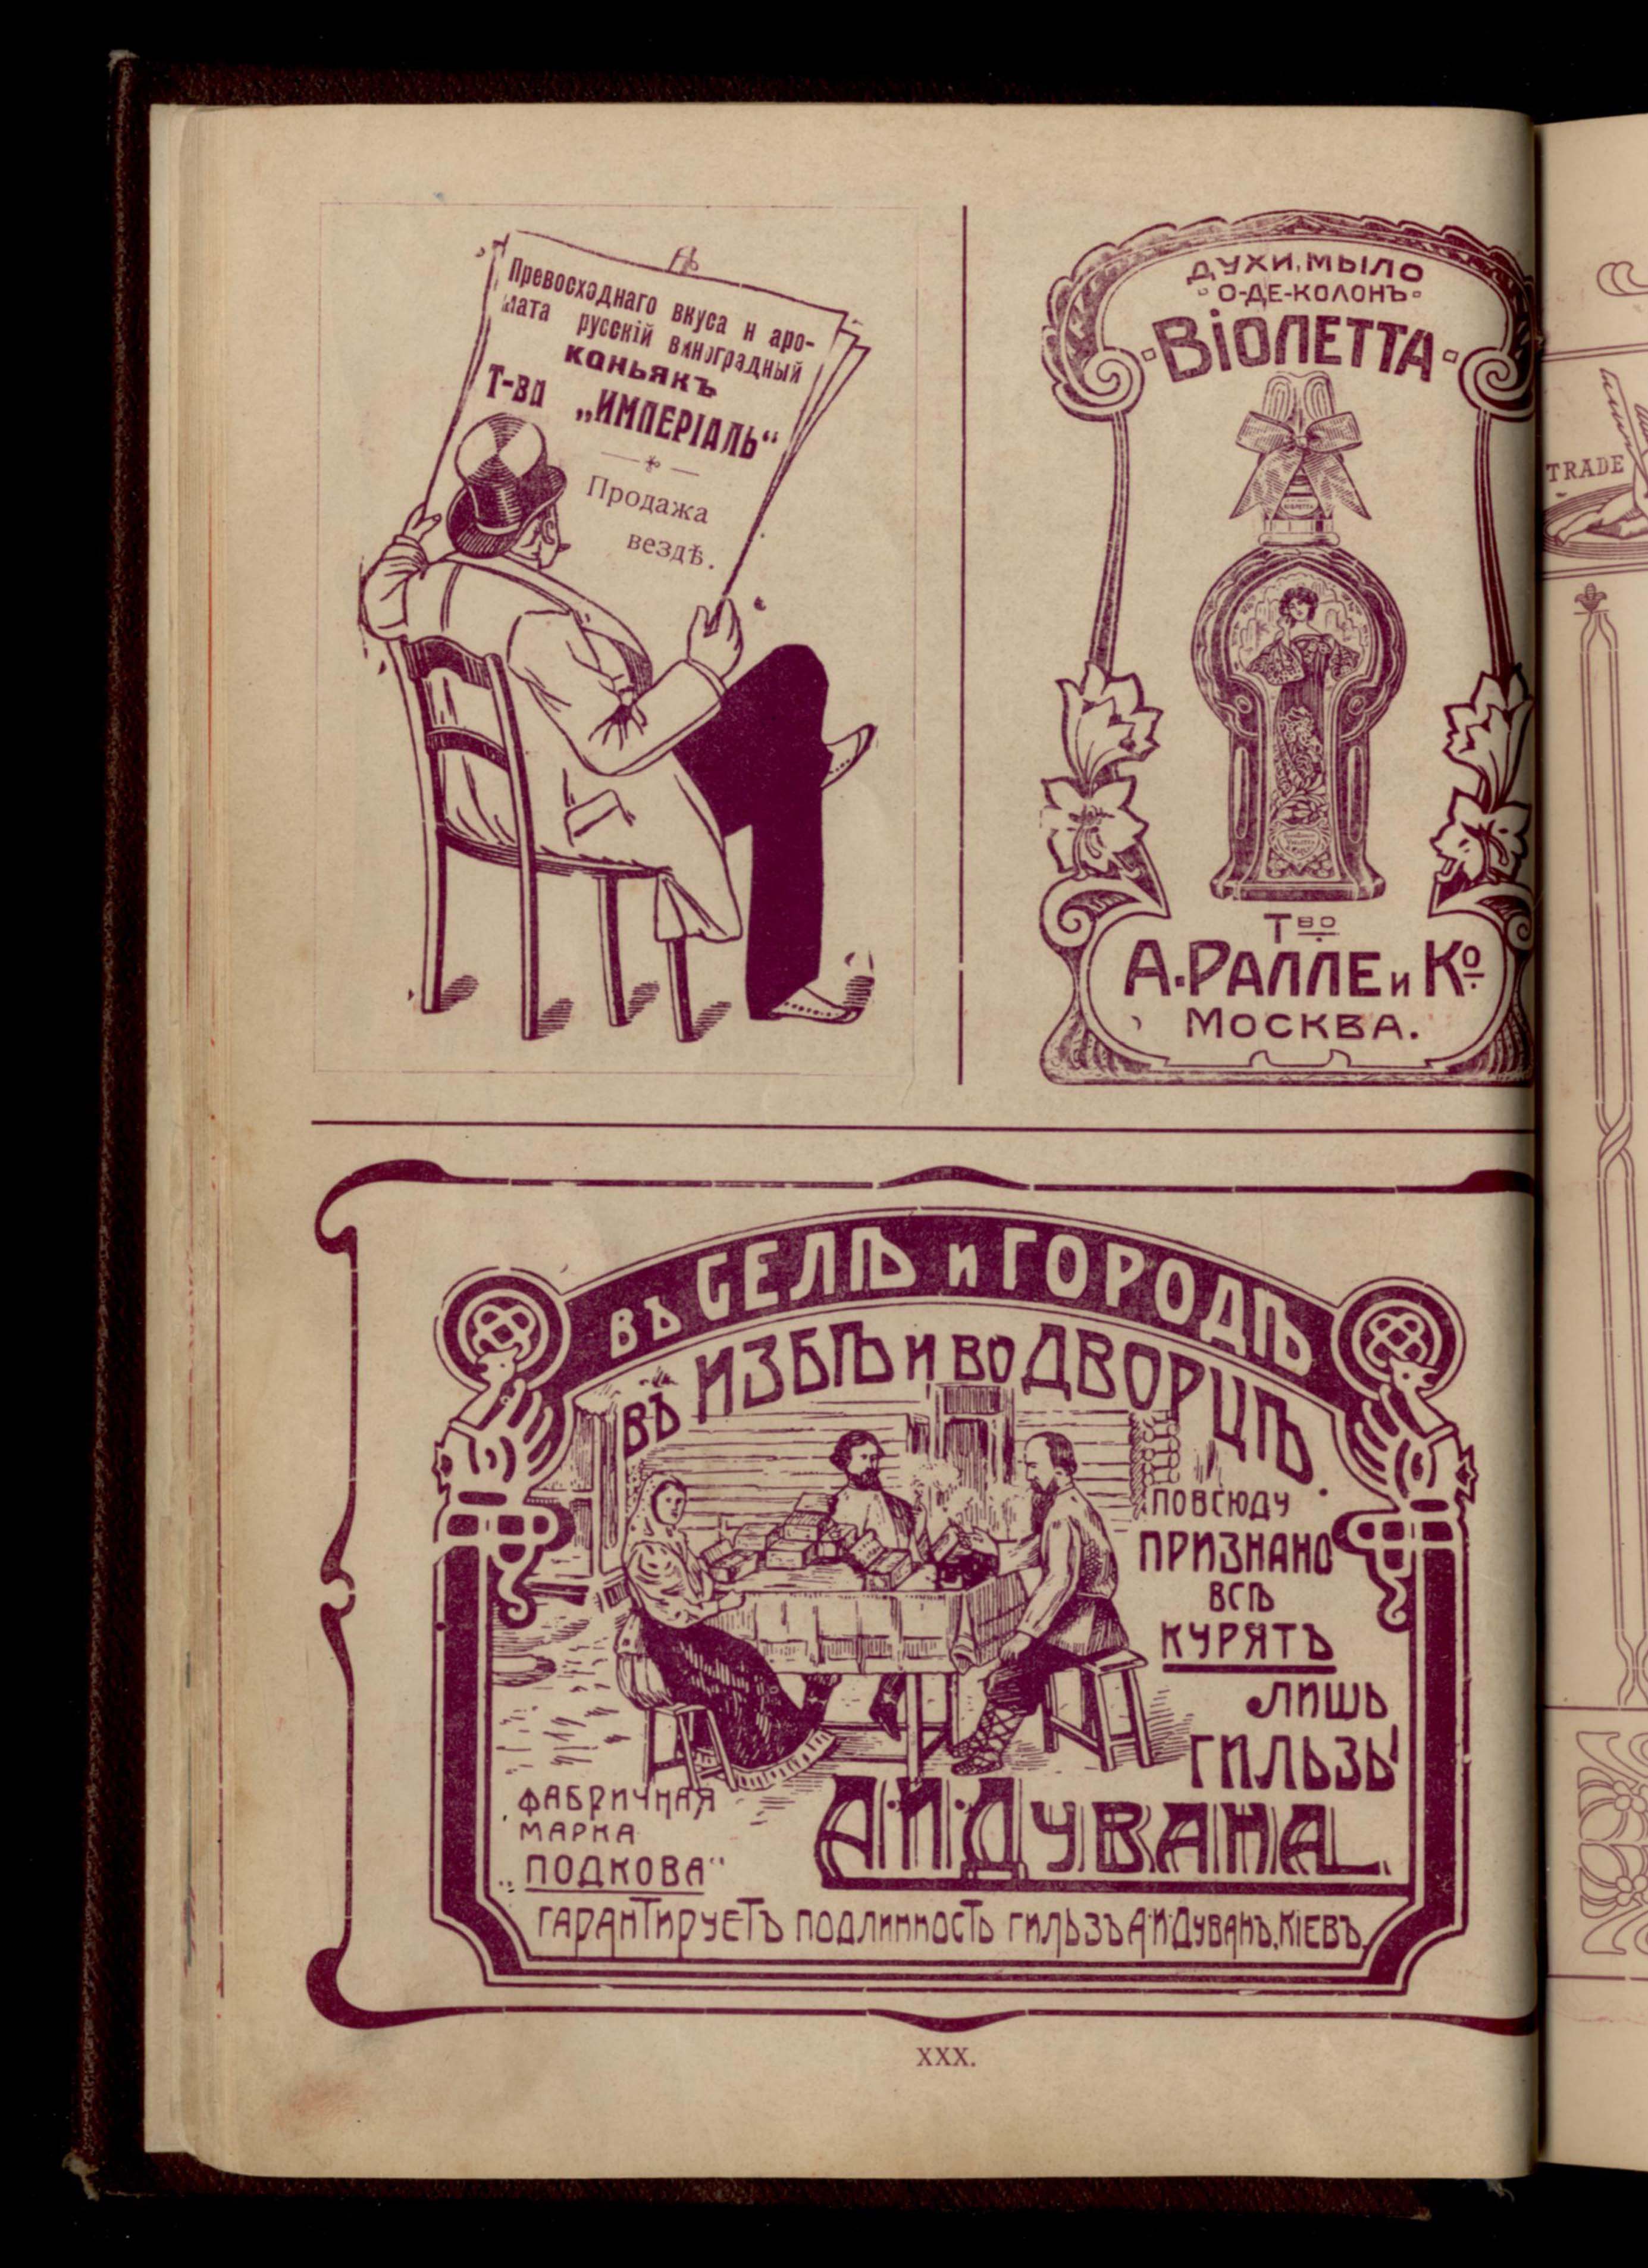 Превосходнаго вкуса и аро-
мата русскій виноградный
коньякъ
Т-ва „ИМПЕРІАЛЬ“
Продажа
вездѣ.
ДУХИ, МЫЛО
О-ДЕ-КОЛОНЪ
ВІОЛЕТТА
Тво
А. РАЛЛЕ и Ко
МОСКВА.
ВЪ СЕЛѢ И ГОРОДѢ
ВЪ ИЗБѢ И ВО ДВОРЦѢ.
ПОВСЮДУ
ПРИЗНАНО
ВСѢ
КУРЯТЪ
ЛИШЬ
ГИЛЬЗЫ
А.И.ДУВАНА.
ФАБРИЧНАЯ
МАРКА
„ПОДКОВА“
ГАРАНТИРУЕТЪ ПОДЛИННОСТЬ ГИЛЬЗЪ А.И.ДУВАНЪ, КІЕВЪ.
XXX.
TRADE